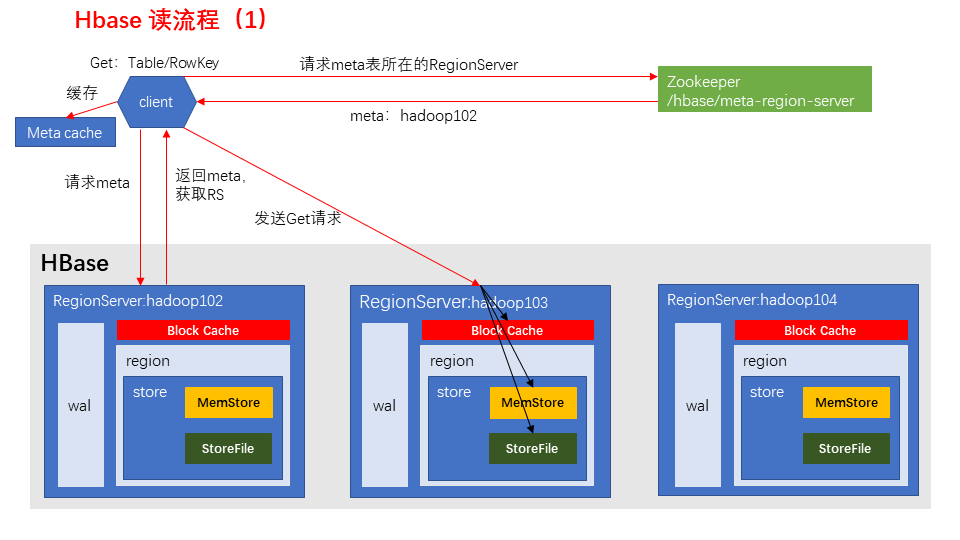 Hbase 读流程（1）
Get：Table/RowKey
请求meta表所在的RegionServer
缓存
client
Zookeeper
/hbase/meta-region-server
meta：hadoop102
Meta cache
请求meta
返回meta，
获取RS
发送Get请求
HBase
RegionServer:hadoop102
Block Cache
region
wal
store
MemStore
StoreFile
RegionServer:hadoop103
Block Cache
region
wal
store
MemStore
StoreFile
RegionServer:hadoop104
Block Cache
region
wal
store
MemStore
StoreFile